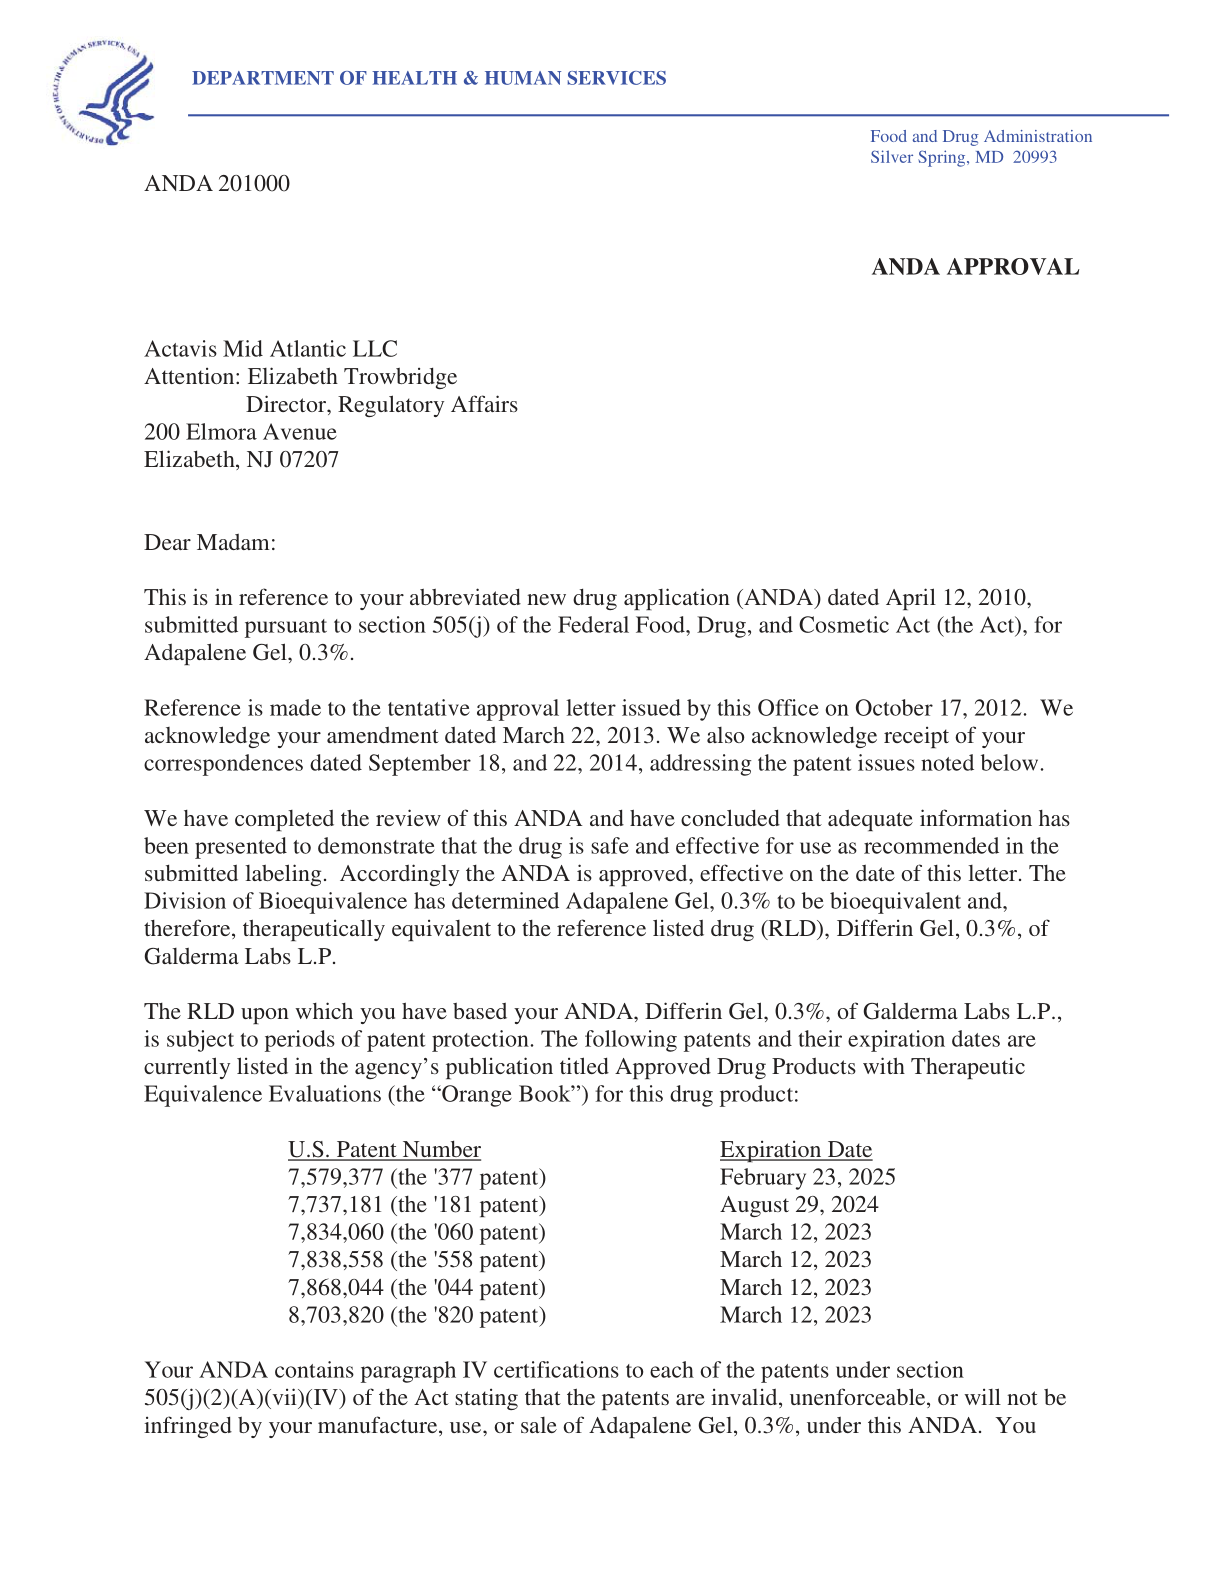 DEPARTMENT OF HEALTH & HUMAN SERVICES, USA
DEPARTMENT OF HEALTH & HUMAN SERVICES
Food and Drug Administration
Silver Spring, MD  20993
ANDA 201000
ANDA APPROVAL
Actavis Mid Atlantic LLC
Attention: Elizabeth Trowbridge
Director, Regulatory Affairs
200 Elmora Avenue
Elizabeth, NJ 07207
Dear Madam:
This is in reference to your abbreviated new drug application (ANDA) dated April 12, 2010,
submitted pursuant to section 505(j) of the Federal Food, Drug, and Cosmetic Act (the Act), for
Adapalene Gel, 0.3%.
Reference is made to the tentative approval letter issued by this Office on October 17, 2012.  We
acknowledge your amendment dated March 22, 2013. We also acknowledge receipt of your
correspondences dated September 18, and 22, 2014, addressing the patent issues noted below.
We have completed the review of this ANDA and have concluded that adequate information has
been presented to demonstrate that the drug is safe and effective for use as recommended in the
submitted labeling.  Accordingly the ANDA is approved, effective on the date of this letter. The
Division of Bioequivalence has determined Adapalene Gel, 0.3% to be bioequivalent and,
therefore, therapeutically equivalent to the reference listed drug (RLD), Differin Gel, 0.3%, of
Galderma Labs L.P.
The RLD upon which you have based your ANDA, Differin Gel, 0.3%, of Galderma Labs L.P.,
is subject to periods of patent protection. The following patents and their expiration dates are
currently listed in the agency’s publication titled Approved Drug Products with Therapeutic
Equivalence Evaluations (the “Orange Book”) for this drug product:
U.S. Patent Number Expiration Date
7,579,377 (the '377 patent) February 23, 2025
7,737,181 (the '181 patent) August 29, 2024
7,834,060 (the '060 patent) March 12, 2023
7,838,558 (the '558 patent) March 12, 2023
7,868,044 (the '044 patent) March 12, 2023
8,703,820 (the '820 patent) March 12, 2023
Your ANDA contains paragraph IV certifications to each of the patents under section
505(j)(2)(A)(vii)(IV) of the Act stating that the patents are invalid, unenforceable, or will not be
infringed by your manufacture, use, or sale of Adapalene Gel, 0.3%, under this ANDA.  You